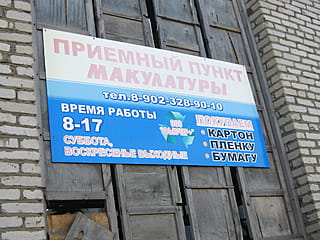 ПРИЕМНЫЙ ПУНКТ
МАКУЛАТУРЫ
тел.8-902-328-90-10
ВРЕМЯ РАБОТЫ
8-17
СУББОТА,
ВОСКРЕСЕНЬЕ ВЫХОДНЫЕ
ООО
ПОКУПАЕМ
• КАРТОН
• ПЛЕНКУ
• БУМАГУ